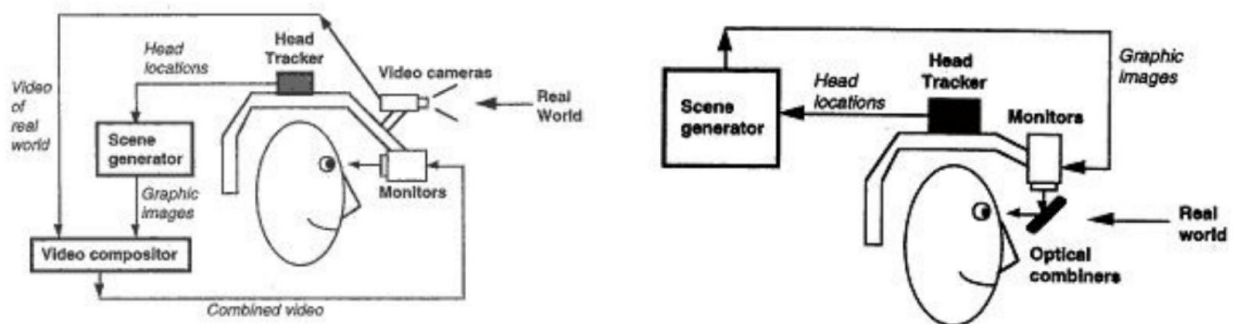 Head
Tracker
Head
locations
Video cameras
Video
of
real
world
Real
World
Scene
generator
Monitors
Graphic
images
Video compositor
Combined video
Graphic
images
Head
Tracker
Head
locations
Scene
generator
Monitors
Real
world
Optical
combiners